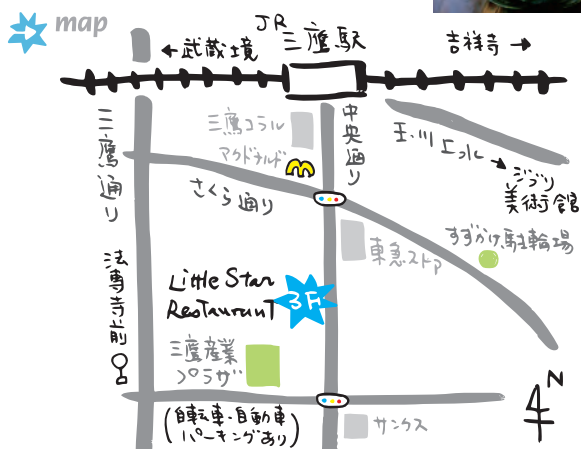 map
JR
三鷹駅
←武蔵境
吉祥寺→
三鷹通り
三鷹コラル
マクドナルド
中央通り
玉川上水
→ジブリ
美術館
さくら通り
すずかけ駐輪場
東急ストア
法専寺前
Little Star
Restaurant
3F
三鷹産業
プラザ
(自転車・自動車
パーキングあり)
サンクス
N